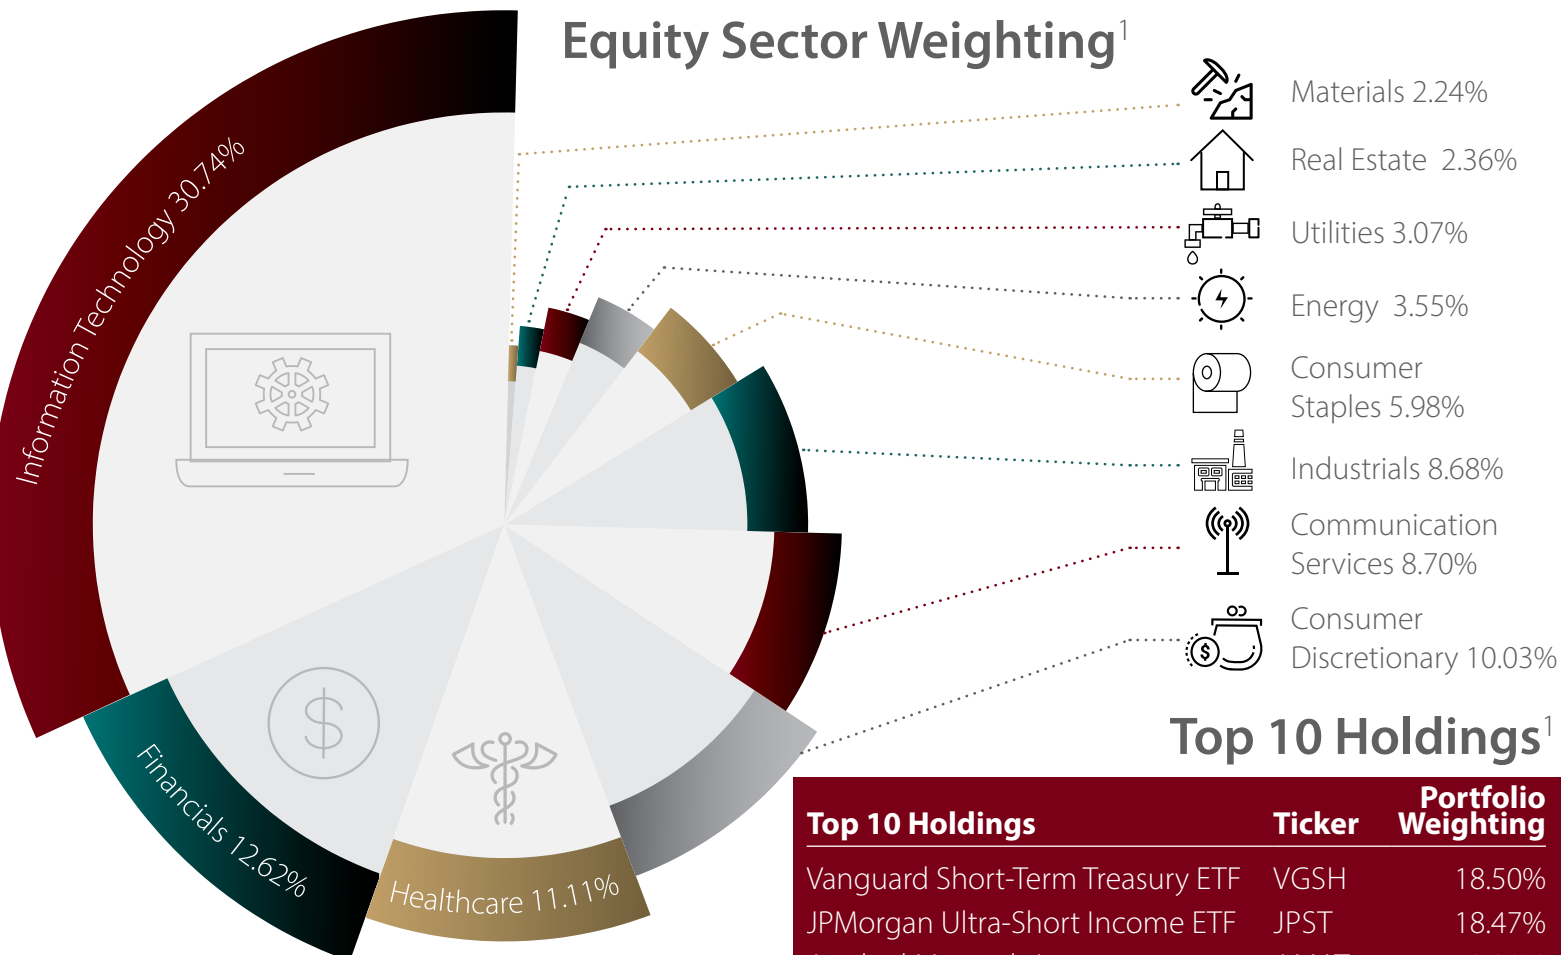 Equity Sector Weighting1
Materials 2.24%
Real Estate 2.36%
Utilities 3.07%
Energy 3.55%
Consumer
Staples 5.98%
Industrials 8.68%
Communication
Services 8.70%
Consumer
Discretionary 10.03%
Information Technology 30.74%
Financials 12.62%
Healthcare 11.11%
$
$
Top 10 Holdings1
Top 10 Holdings Ticker Portfolio Weighting
Vanguard Short-Term Treasury ETF VGSH 18.50%
JPMorgan Ultra-Short Income ETF JPST 18.47%